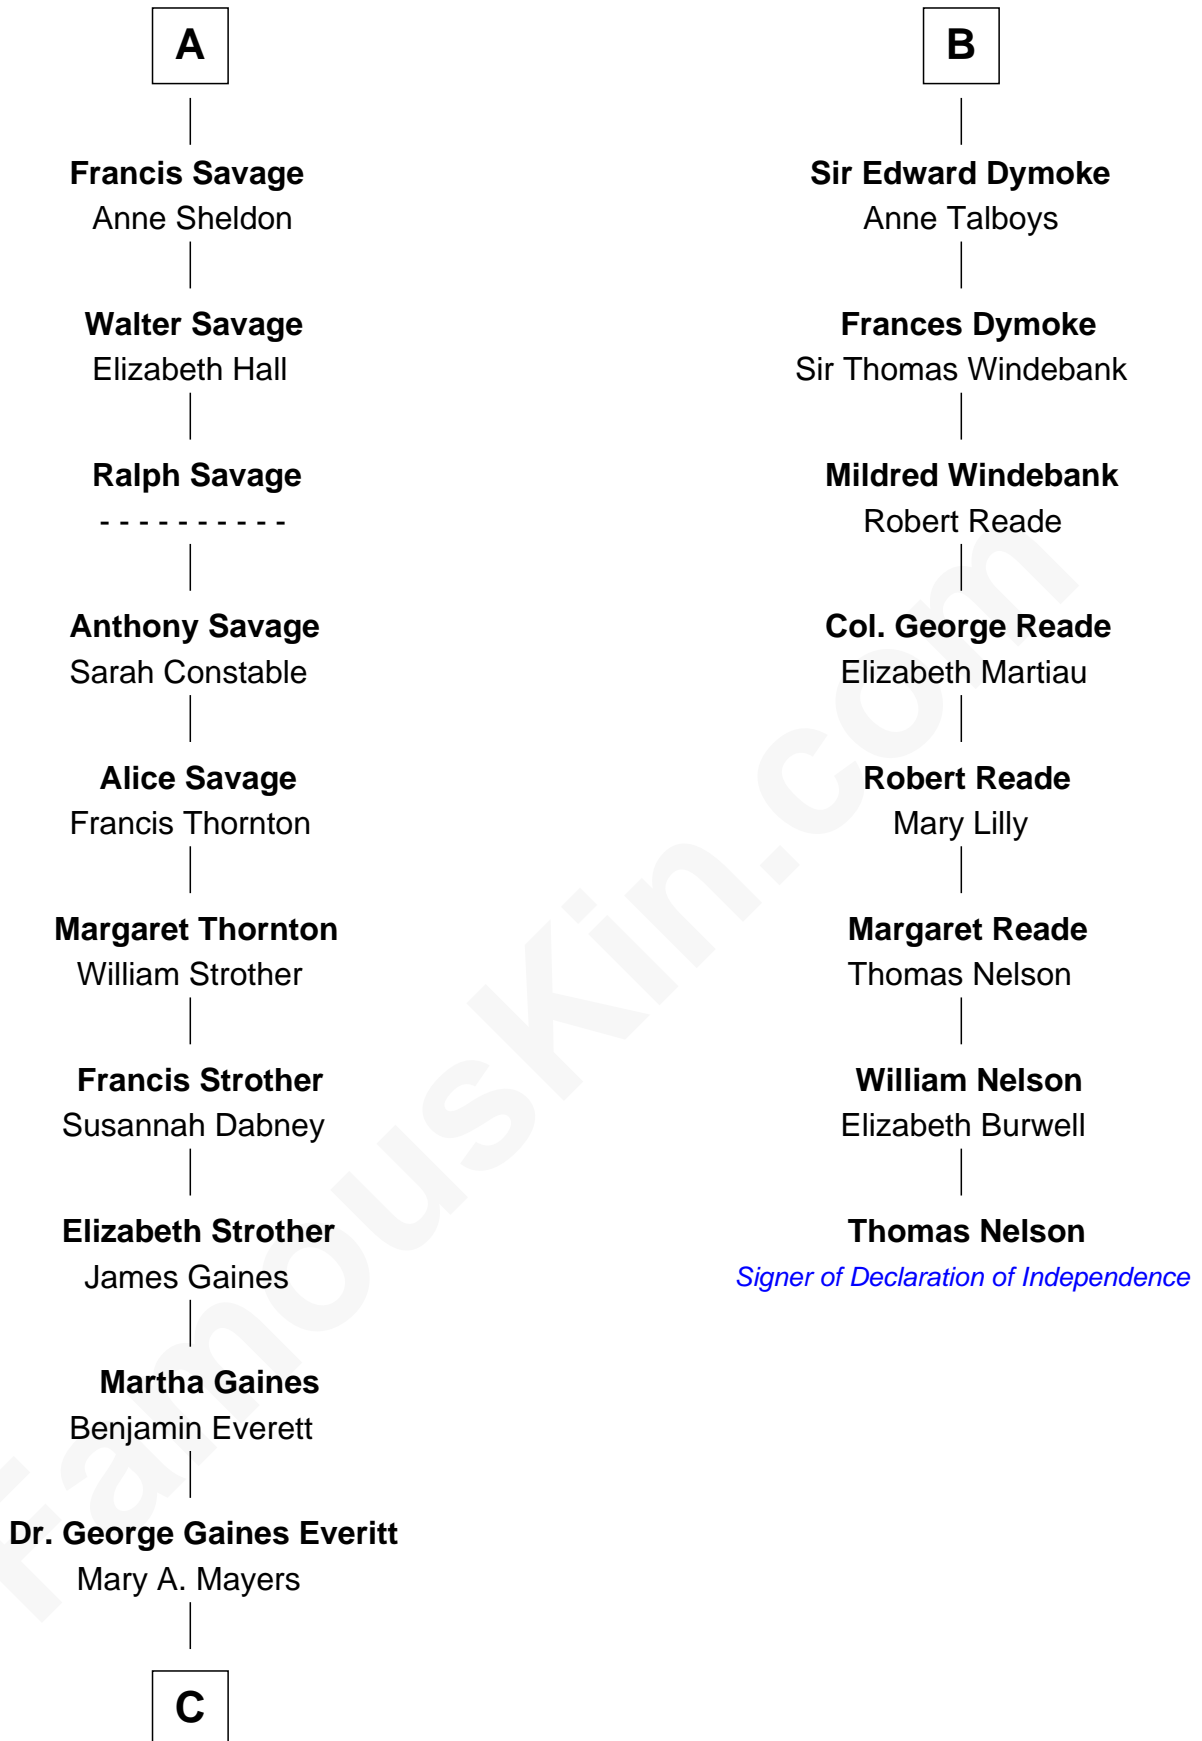 A
Francis Savage
Anne Sheldon
Walter Savage
Elizabeth Hall
Ralph Savage
- - - - - - - - - -
Anthony Savage
Sarah Constable
Alice Savage
Francis Thornton
Margaret Thornton
William Strother
Francis Strother
Susannah Dabney
Elizabeth Strother
James Gaines
Martha Gaines
Benjamin Everett
Dr. George Gaines Everitt
Mary A. Mayers
C
B
Sir Edward Dymoke
Anne Talboys
Frances Dymoke
Sir Thomas Windebank
Mildred Windebank
Robert Reade
Col. George Reade
Elizabeth Martiau
Robert Reade
Mary Lilly
Margaret Reade
Thomas Nelson
William Nelson
Elizabeth Burwell
Thomas Nelson
Signer of Declaration of Independence
FamousKin.com